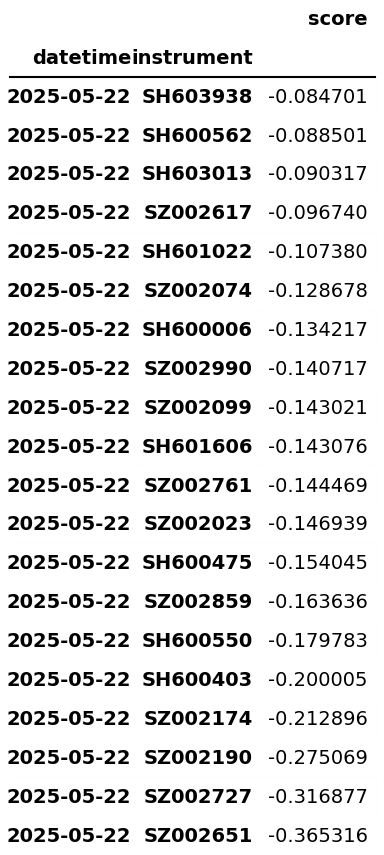 score
datetime instrument
2025-05-22 SH603938 -0.084701
2025-05-22 SH600562 -0.088501
2025-05-22 SH603013 -0.090317
2025-05-22 SZ002617 -0.096740
2025-05-22 SH601022 -0.107380
2025-05-22 SZ002074 -0.128678
2025-05-22 SH600006 -0.134217
2025-05-22 SZ002990 -0.140717
2025-05-22 SZ002099 -0.143021
2025-05-22 SH601606 -0.143076
2025-05-22 SZ002761 -0.144469
2025-05-22 SZ002023 -0.146939
2025-05-22 SH600475 -0.154045
2025-05-22 SZ002859 -0.163636
2025-05-22 SH600550 -0.179783
2025-05-22 SH600403 -0.200005
2025-05-22 SZ002174 -0.212896
2025-05-22 SZ002190 -0.275069
2025-05-22 SZ002727 -0.316877
2025-05-22 SZ002651 -0.365316